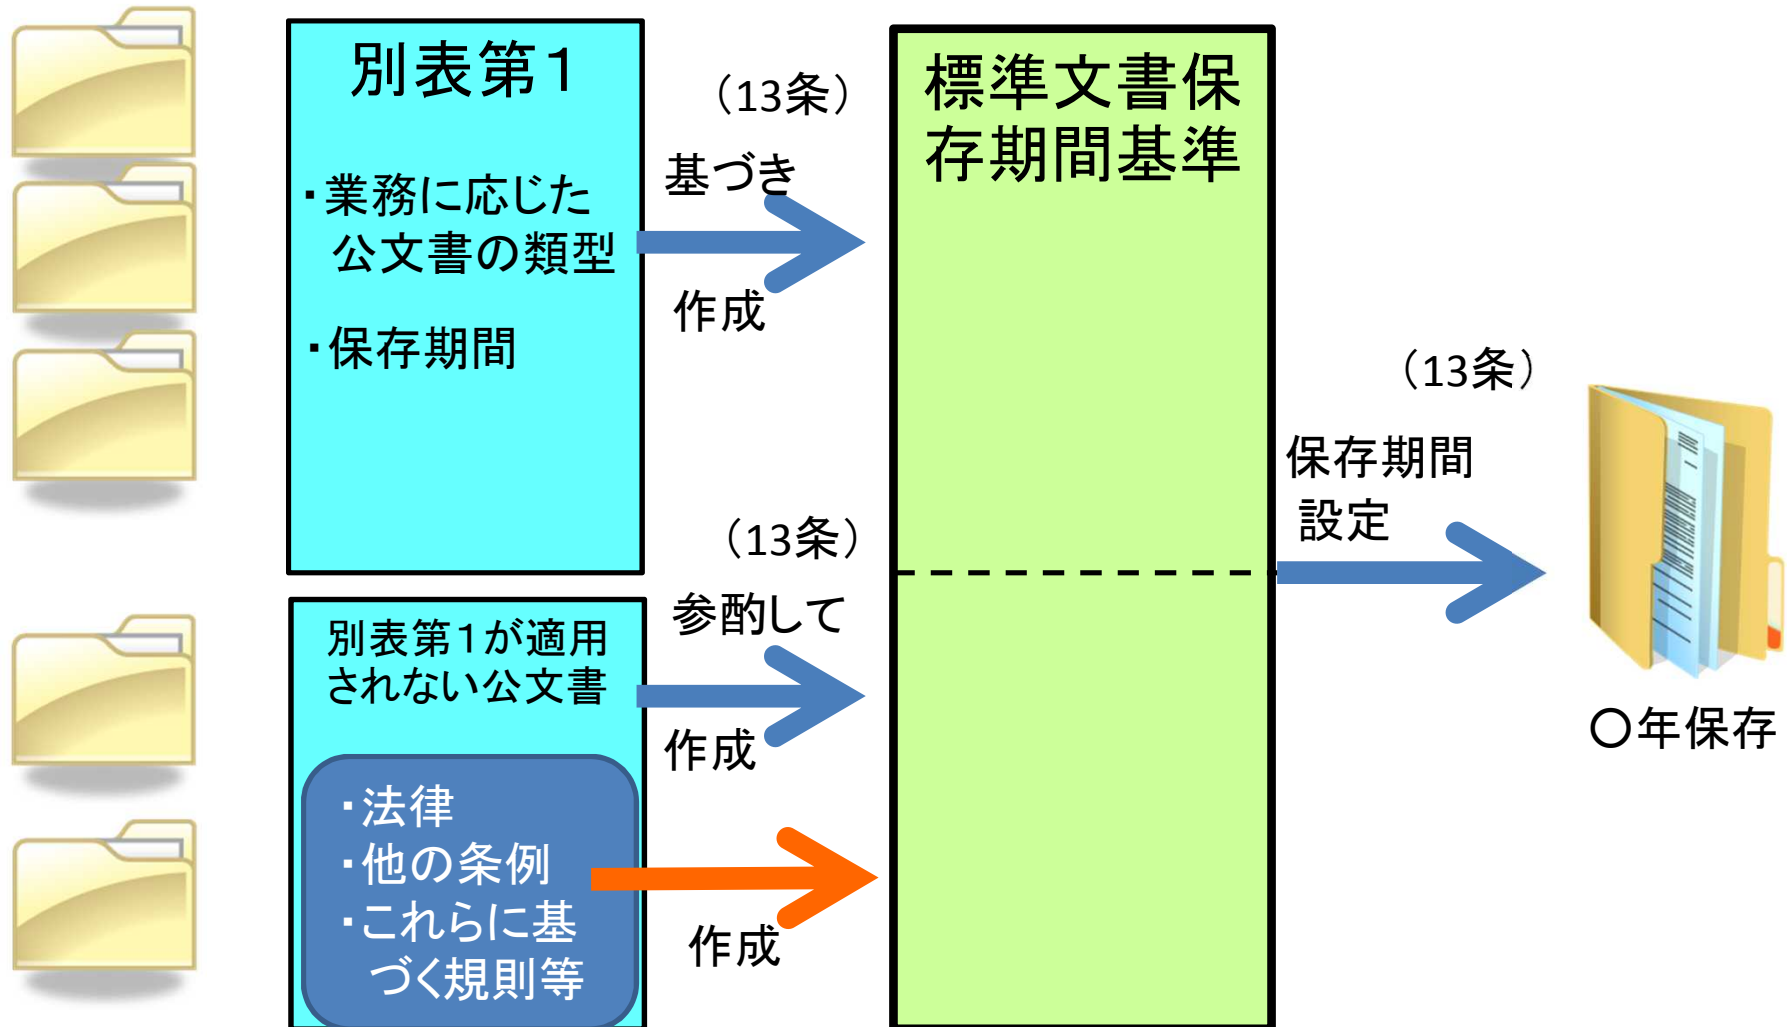 別表第１
・業務に応じた
公文書の類型
・保存期間
（13条）
基づき
作成
別表第１が適用
されない公文書
・法律
・他の条例
・これらに基
づく規則等
（13条）
参酌して
作成
作成
標準文書保
存期間基準
（13条）
保存期間
設定
〇年保存